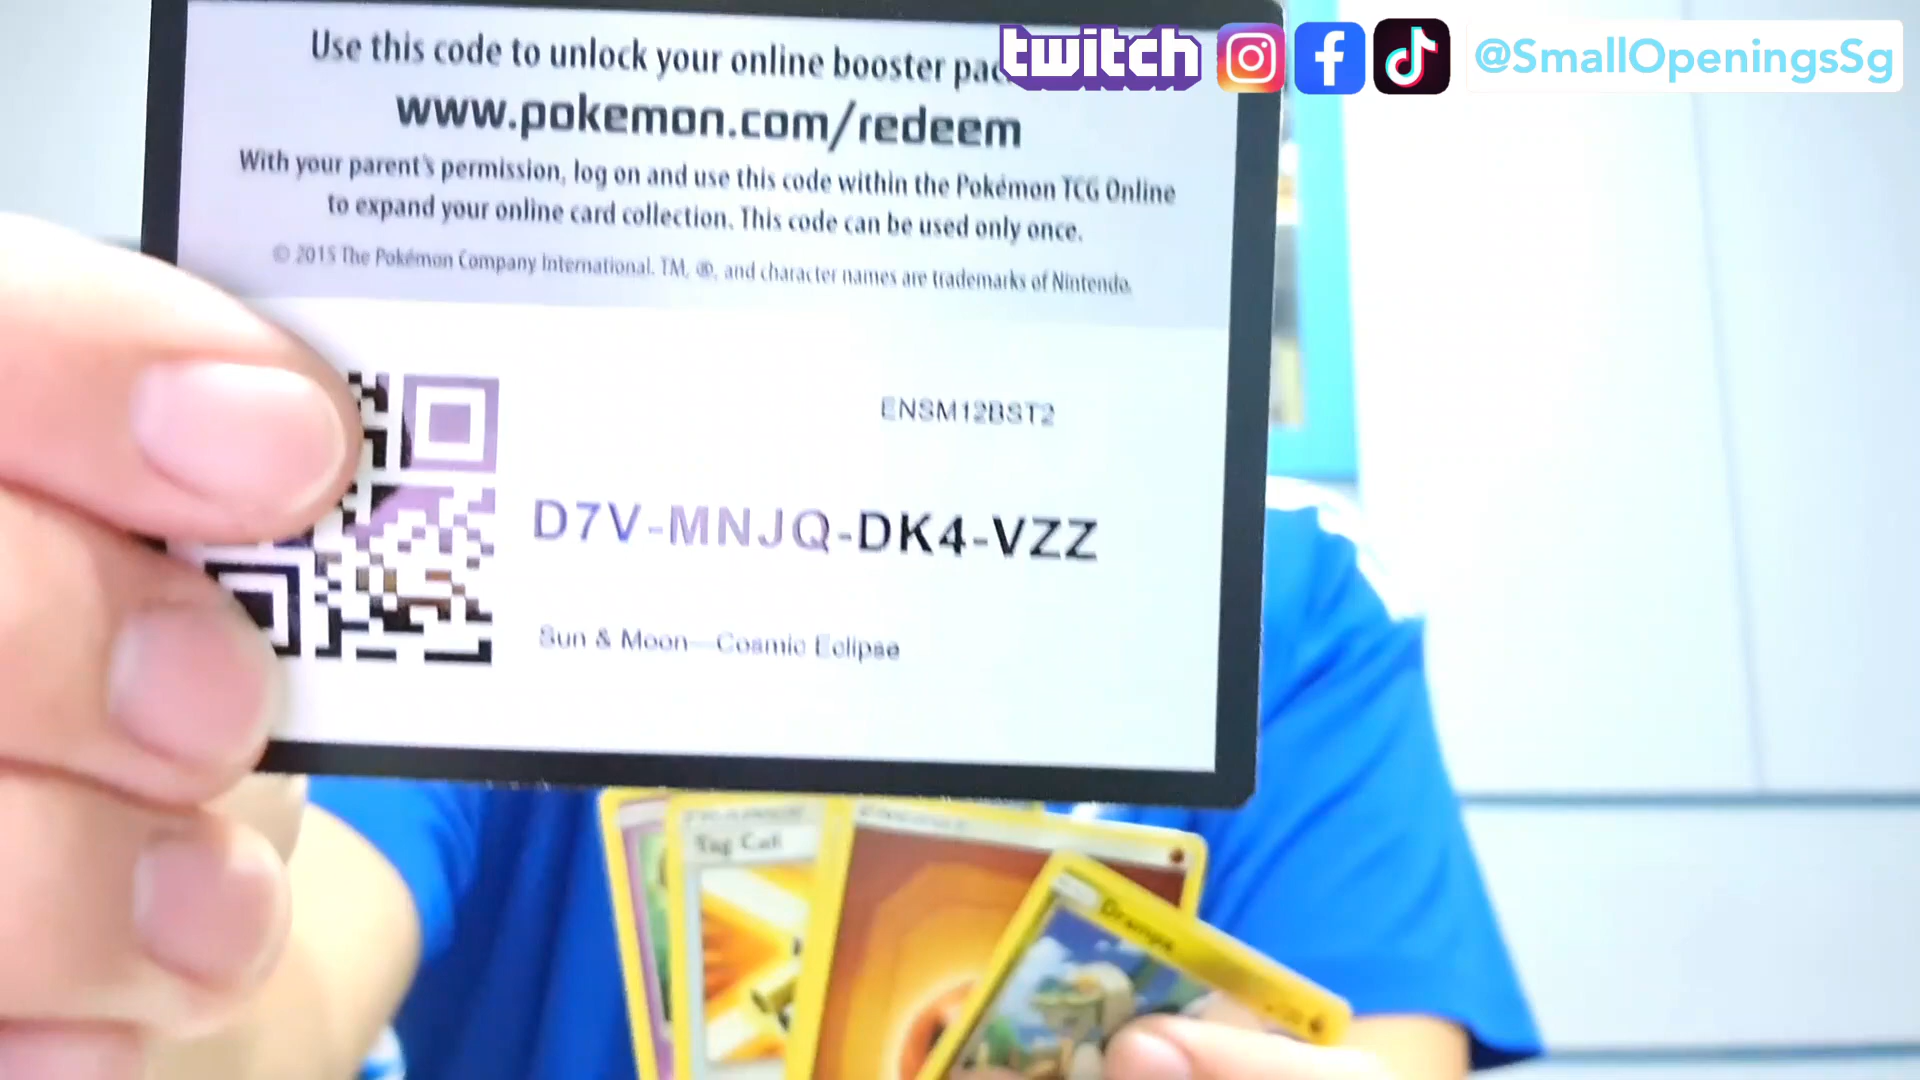 twitch
@SmallOpeningsSg
Use this code to unlock your online booster
www.pokemon.com/redeem
With your parent's permission, log on and use this code within the Pokémon TCG Online
to expand your online card collection. This code can be used only once.
© 2015 The Pokémon Company International. TM, ®, and character names are trademarks of Nintendo.
ENSM12BST2
D7V-MNJQ-DK4-VZZ
Sun & Moon—Cosmic Eclipse
Tag Call
Drampa